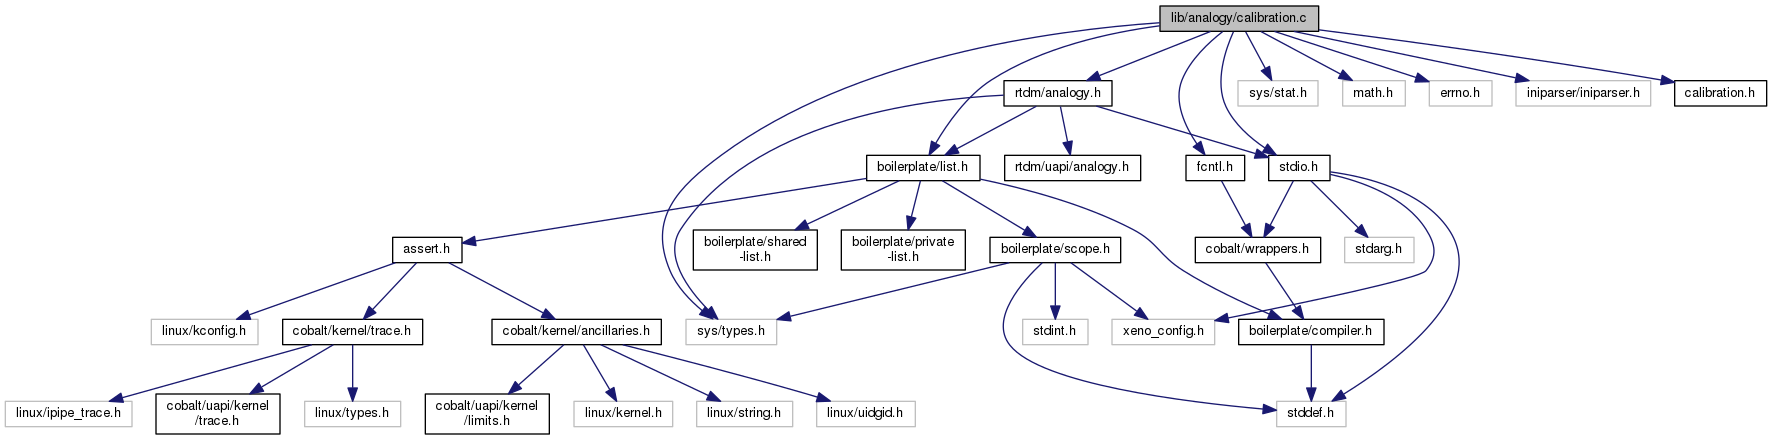 lib/analogy/calibration.c
rtdm/analogy.h
sys/stat.h
math.h
errno.h
iniparser/iniparser.h
calibration.h
boilerplate/list.h
rtdm/uapi/analogy.h
fcntl.h
stdio.h
assert.h
boilerplate/shared
-list.h
boilerplate/private
-list.h
boilerplate/scope.h
cobalt/wrappers.h
stdarg.h
linux/kconfig.h
cobalt/kernel/trace.h
cobalt/kernel/ancillaries.h
sys/types.h
stdint.h
xeno_config.h
boilerplate/compiler.h
linux/ipipe_trace.h
cobalt/uapi/kernel
/trace.h
linux/types.h
cobalt/uapi/kernel
/limits.h
linux/kernel.h
linux/string.h
linux/uidgid.h
stddef.h